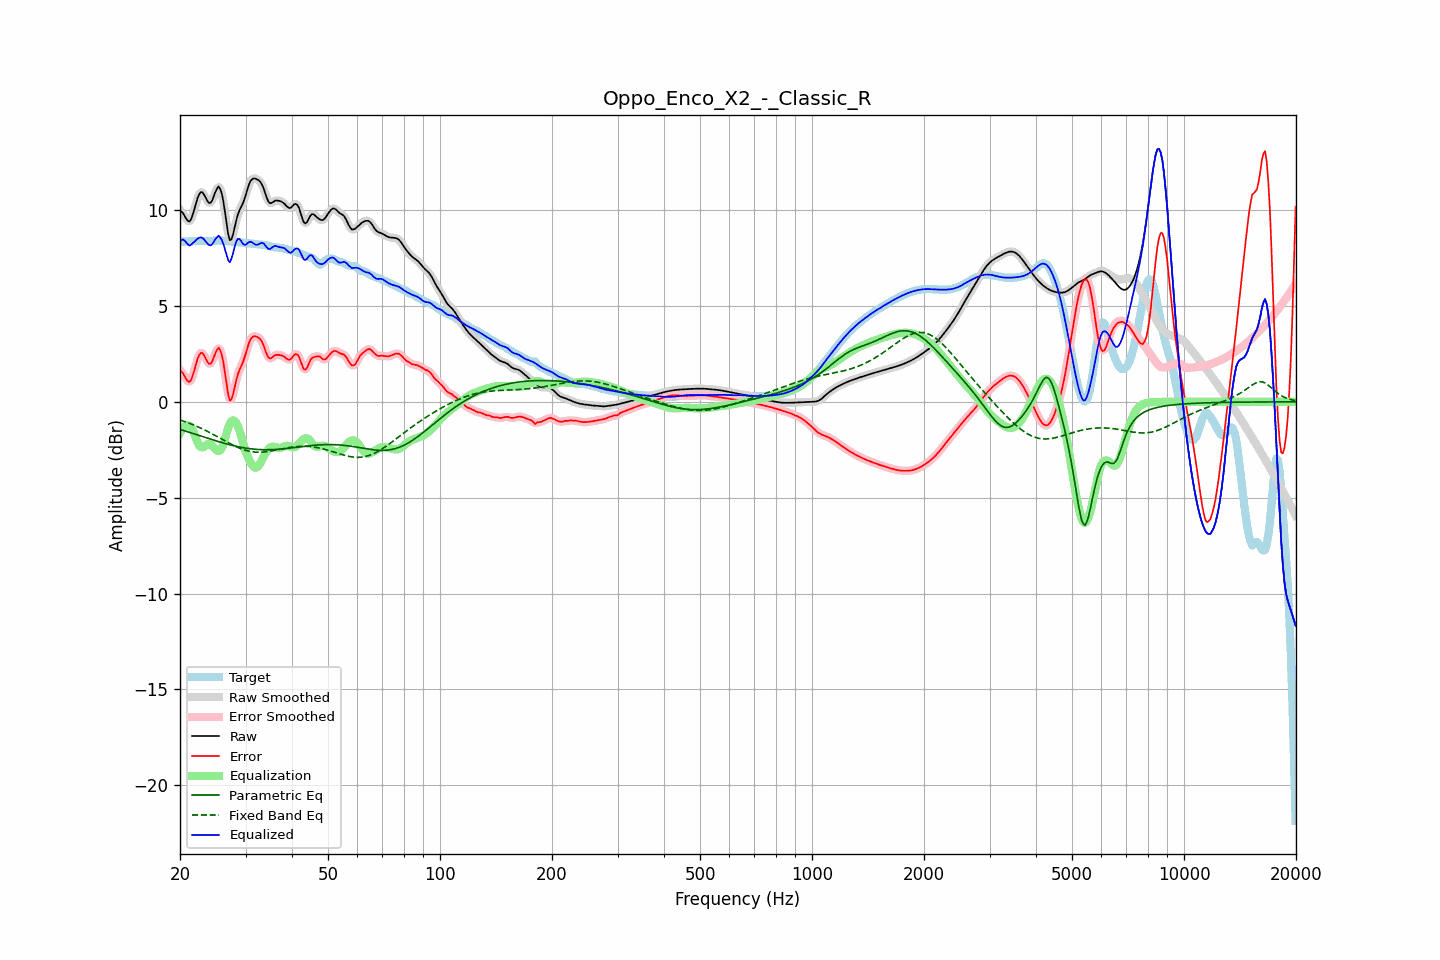 Oppo_Enco_X2_-_Classic_R
Amplitude (dBr)
10
5
0
−5
−10
−15
−20
Target
Raw Smoothed
Error Smoothed
Raw
Error
Equalization
Parametric Eq
Fixed Band Eq
Equalized
20
50
100
200
500
1000
2000
5000
10000
20000
Frequency (Hz)